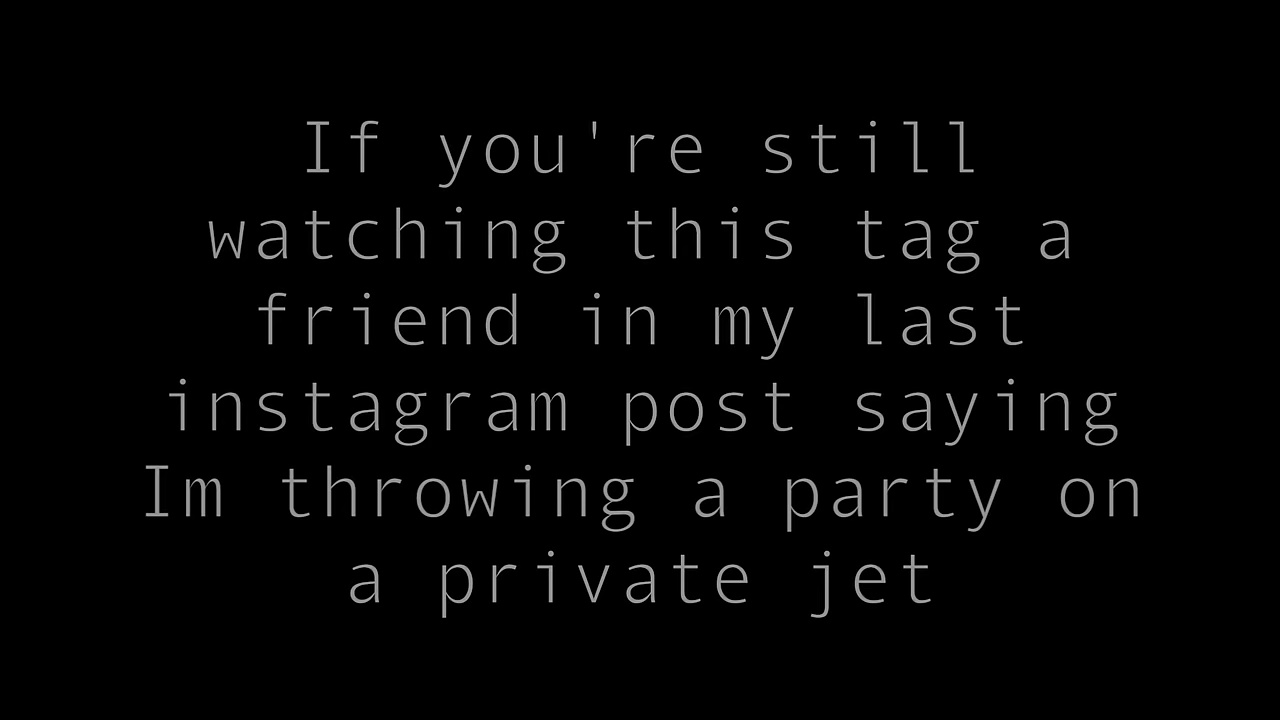 If you're still
watching this tag a
friend in my last
instagram post saying
Im throwing a party on
a private jet